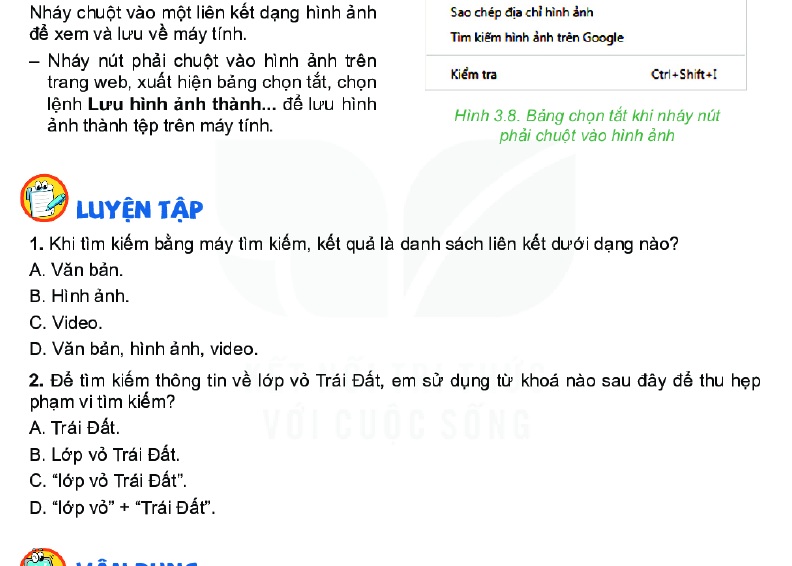 Nháy chuột vào một liên kết dạng hình ảnh
để xem và lưu về máy tính.
– Nháy nút phải chuột vào hình ảnh trên
trang web, xuất hiện bảng chọn tắt, chọn
lệnh Lưu hình ảnh thành... để lưu hình
ảnh thành tệp trên máy tính.
Sao chép địa chỉ hình ảnh
Tìm kiếm hình ảnh trên Google
Kiểm tra Ctrl+Shift+I
Hình 3.8. Bảng chọn tắt khi nháy nút
phải chuột vào hình ảnh
LUYỆN TẬP
1. Khi tìm kiếm bằng máy tìm kiếm, kết quả là danh sách liên kết dưới dạng nào?
A. Văn bản.
B. Hình ảnh.
C. Video.
D. Văn bản, hình ảnh, video.
2. Để tìm kiếm thông tin về lớp vỏ Trái Đất, em sử dụng từ khoá nào sau đây để thu hẹp
phạm vi tìm kiếm?
A. Trái Đất.
B. Lớp vỏ Trái Đất.
C. “lớp vỏ Trái Đất”.
D. “lớp vỏ” + “Trái Đất”.
VỚI CUỘC SỐNG